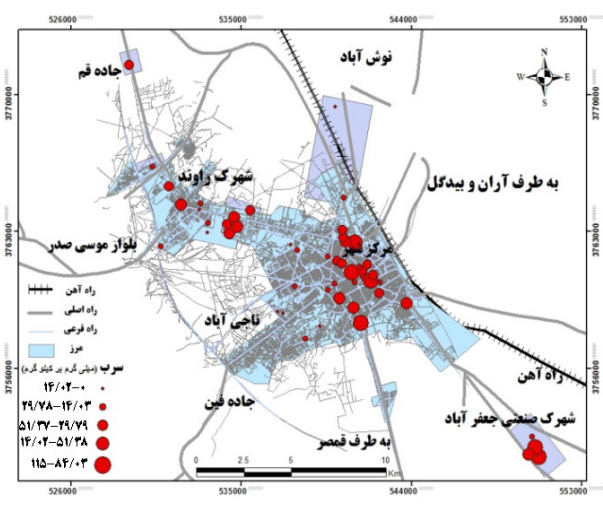 526000 535000 544000 553000
نوش آباد
جاده قم
N
W E
S
3770000 3770000
شهرک راوند
به طرف آران و بیدگل
3763000 3763000
مرکز شهر
بلوار موسی صدر
راه آهن
راه اصلی
راه فرعی
مرز
ناجی آباد
سرب (میلی گرم بر کیلو گرم)
۱۴/۰۲-۰
۲۹/۷۸-۱۴/۰۳
۵۱/۳۷-۲۹/۷۹
۱۴/۰۲-۵۱/۳۸
۱۱۵-۸۴/۰۳
3756000 3756000
راه آهن
جاده فین
شهرک صنعتی جعفر آباد
به طرف قمصر
0 2.5 5 10
Km
526000 535000 544000 553000